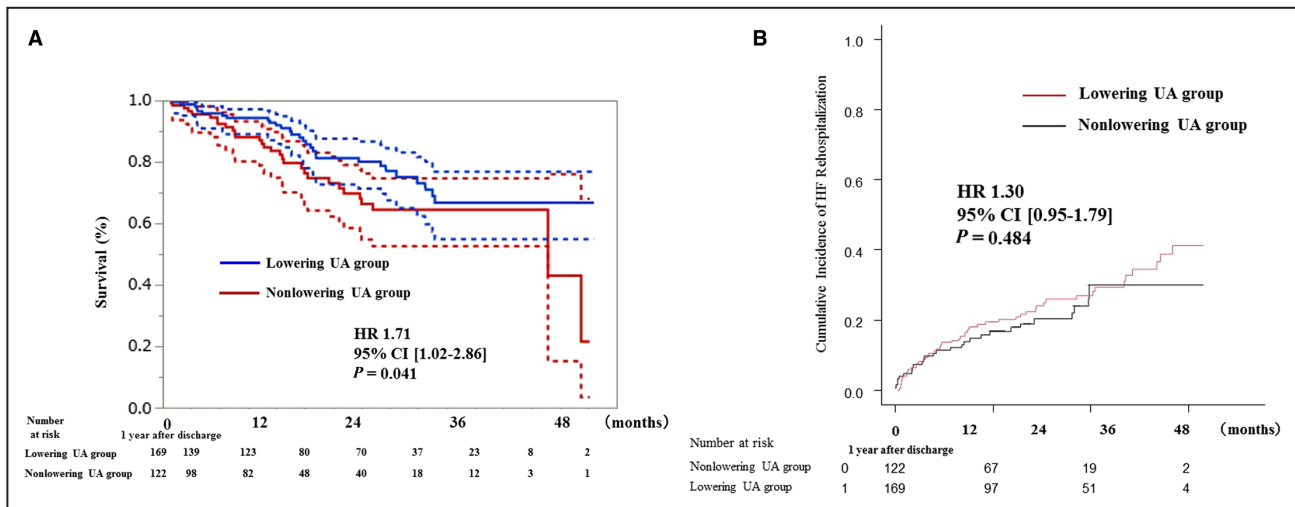 A
1.0
0.8
0.6
0.4
0.2
0.0
Survival (%)
Lowering UA group
Nonlowering UA group
HR 1.71
95% CI [1.02-2.86]
P = 0.041
12 24 36 48 (months)
Number
at risk
1 year after discharge
Lowering UA group 169 139 123 80 70 37 23 8 2
Nonlowering UA group 122 98 82 48 40 18 12 3 1
B
1.0
0.8
0.6
0.4
0.2
0.0
Cumulative Incidence of HF Rehospitalization
Lowering UA group
Nonlowering UA group
HR 1.30
95% CI [0.95-1.79]
P = 0.484
0 12 24 36 48 (months)
Number at risk
1 year after discharge
Nonlowering UA group 0 122 67 19 2
Lowering UA group 1 169 97 51 4